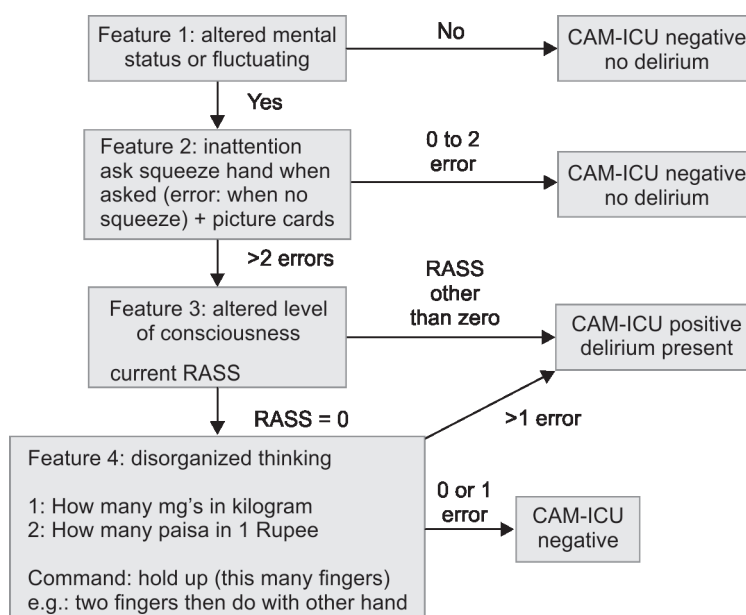 Feature 1: altered mental
status or fluctuating
No
CAM-ICU negative
no delirium
Yes
Feature 2: inattention
ask squeeze hand when
asked (error: when no
squeeze) + picture cards
0 to 2
error
CAM-ICU negative
no delirium
>2 errors
Feature 3: altered level
of consciousness
current RASS
RASS
other
than zero
CAM-ICU positive
delirium present
RASS = 0
>1 error
Feature 4: disorganized thinking
1: How many mg's in kilogram
2: How many paisa in 1 Rupee
Command: hold up (this many fingers)
e.g.: two fingers then do with other hand
0 or 1
error
CAM-ICU
negative